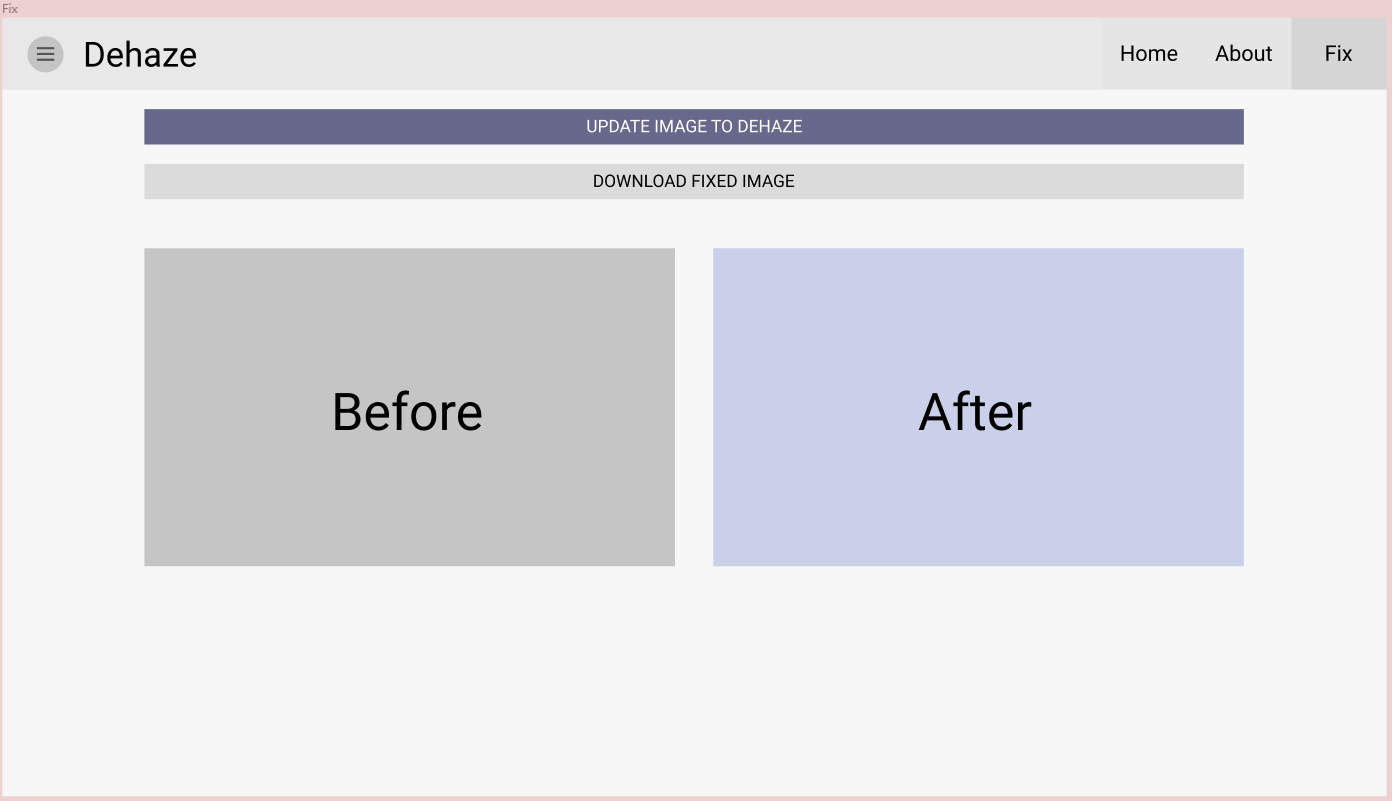 Fix
Dehaze
Home
About
Fix
UPDATE IMAGE TO DEHAZE
DOWNLOAD FIXED IMAGE
Before
After